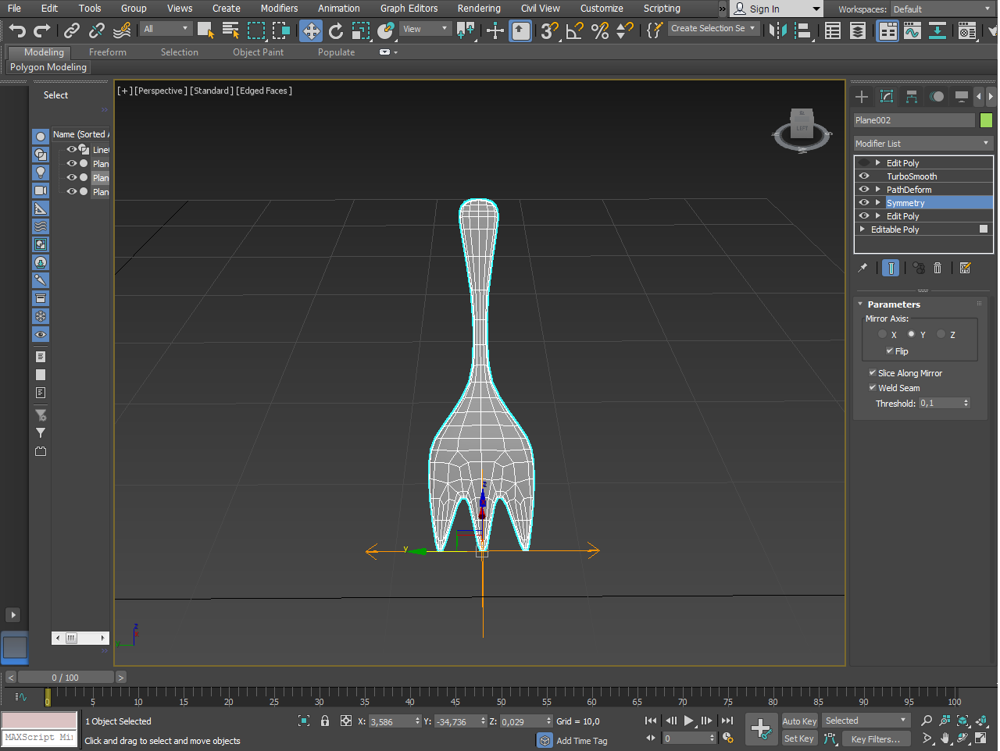 File Edit Tools Group Views Create Modifiers Animation Graph Editors Rendering Civil View Customize Scripting » Sign In Workspaces: Default
All View 3 Create Selection Se
Modeling Freeform Selection Object Paint Populate
Polygon Modeling
Select
Name (Sorted A
Line
Plan
Plan
Plan
[+] [Perspective] [Standard] [Edged Faces]
LEFT
Plane002
Modifier List
Edit Poly
TurboSmooth
PathDeform
Symmetry
Edit Poly
Editable Poly
Parameters
Mirror Axis:
X Y Z
Flip
Slice Along Mirror
Weld Seam
Threshold: 0,1
z
y
z
x
0 / 100
0 5 10 15 20 25 30 35 40 45 50 55 60 65 70 75 80 85 90 95 100
1 Object Selected X: 3,586 Y: -34,736 Z: 0,029 Grid = 10,0 Auto Key Selected
MAXScript Mi Click and drag to select and move objects Add Time Tag 0 Set Key Key Filters...